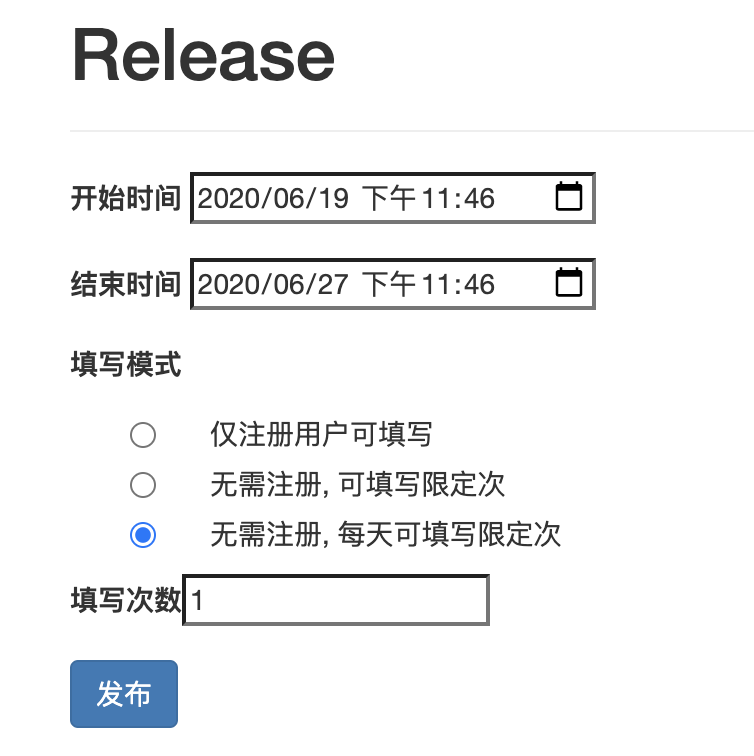 Release
开始时间 2020/06/19 下午11:46
结束时间 2020/06/27 下午11:46
填写模式
仅注册用户可填写
无需注册, 可填写限定次
无需注册, 每天可填写限定次
填写次数 1
发布